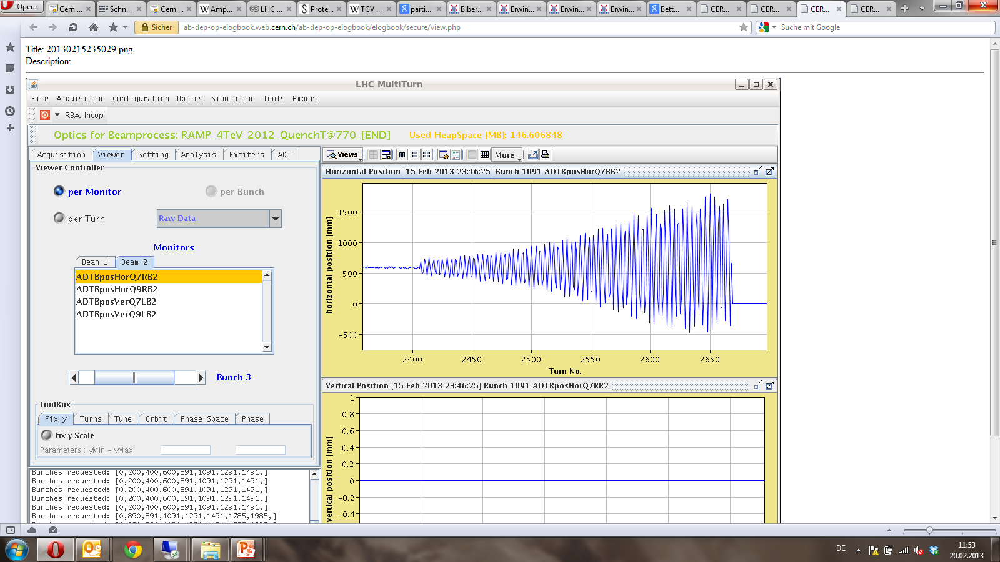 Opera
Cern ...
Schn...
Cern ...
Amp...
LHC ...
Prote...
TGV ...
parti...
Biber...
Erwin...
Erwin...
Erwin...
Bett...
CER...
CER...
CER...
CER...
Sicher
ab-dep-op-elogbook.web.cern.ch/ab-dep-op-elogbook/elogbook/secure/view.php
Suche mit Google
Title: 20130215235029.png
Description:
LHC MultiTurn
File Acquisition Configuration Optics Simulation Tools Expert
RBA: lhcop
Optics for Beamprocess: RAMP_4TeV_2012_QuenchT@770_[END] Used HeapSpace [MB]: 146.606848
Acquisition Viewer Setting Analysis Exciters ADT
Viewer Controller
per Monitor per Bunch
per Turn Raw Data
Monitors
Beam 1 Beam 2
ADTBposHorQ7RB2
ADTBposHorQ9RB2
ADTBposVerQ7LB2
ADTBposVerQ9LB2
Bunch 3
ToolBox
Fix y Turns Tune Orbit Phase Space Phase
fix y Scale
Parameters : yMin - yMax:
Bunches requested: [0,200,400,600,891,1091,1291,1491,]
Bunches requested: [0,200,400,600,891,1091,1291,1491,]
Bunches requested: [0,200,400,600,891,1091,1291,1491,]
Bunches requested: [0,200,400,600,891,1091,1291,1491,]
Bunches requested: [0,200,400,600,891,1091,1291,1491,]
Bunches requested: [0,890,891,1091,1291,1491,1785,1985,]
Views More
Horizontal Position [15 Feb 2013 23:46:25] Bunch 1091 ADTBposHorQ7RB2
horizontal position [mm]
1500
1000
500
0
-500
2400 2450 2500 2550 2600 2650
Turn No.
Vertical Position [15 Feb 2013 23:46:25] Bunch 1091 ADTBposHorQ7RB2
vertical position [mm]
1
0.8
0.6
0.4
0.2
0
-0.2
-0.4
DE
11:53
20.02.2013